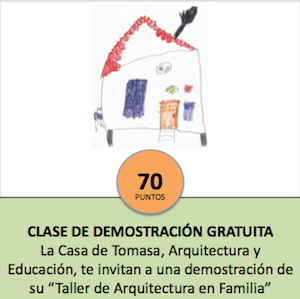 70
PUNTOS
CLASE DE DEMOSTRACIÓN GRATUITA
La Casa de Tomasa, Arquitectura y
Educación, te invitan a una demostración de
su “Taller de Arquitectura en Familia”